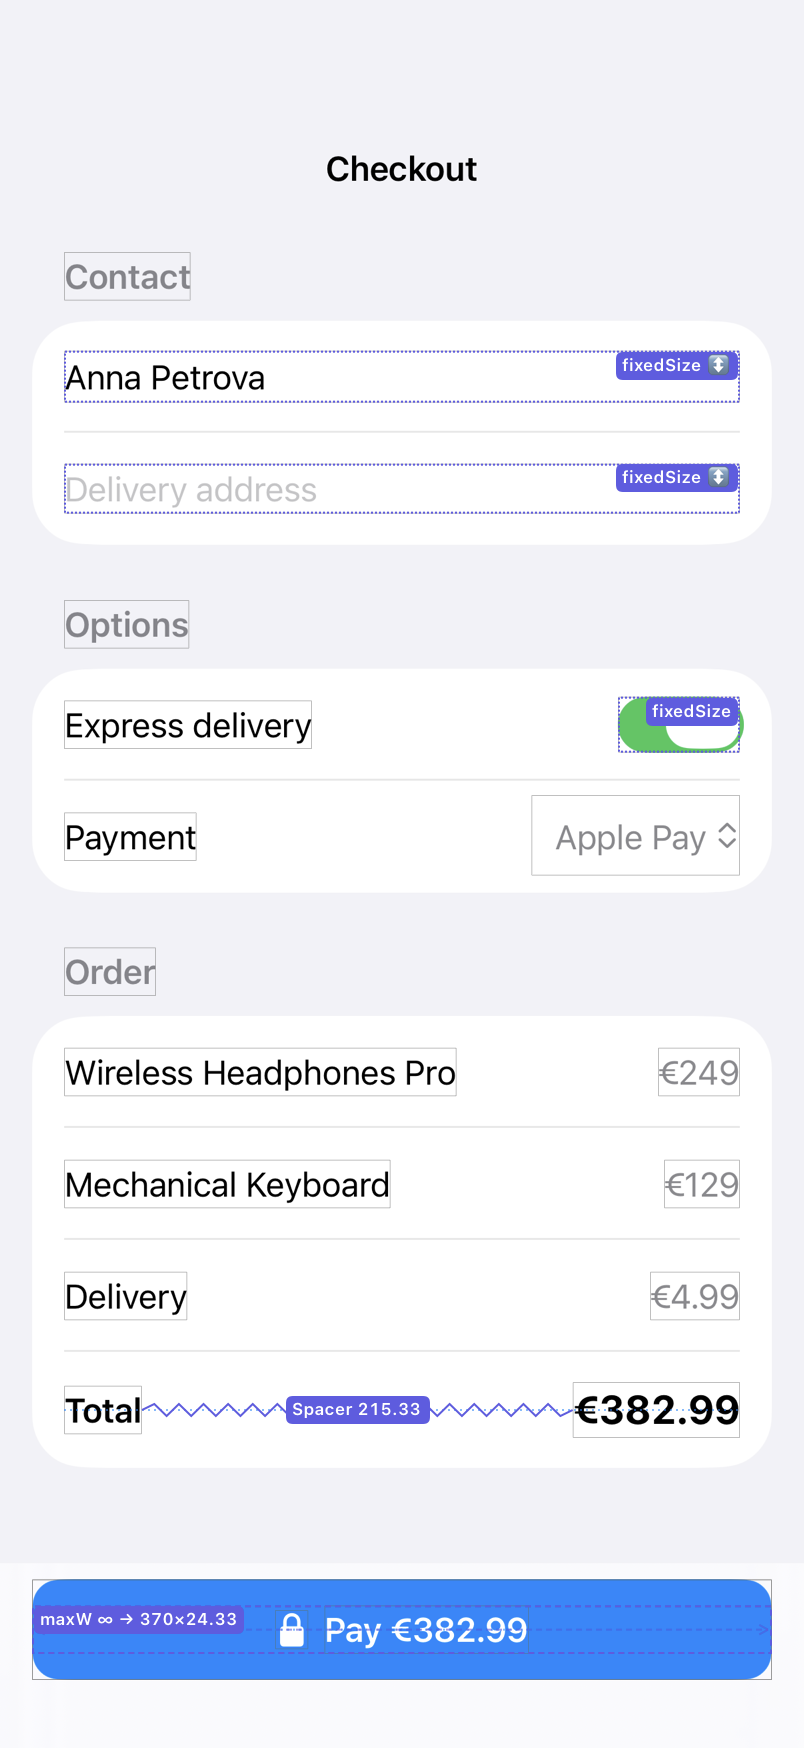 Checkout
Contact
Anna Petrova
fixedSize ↕️
Delivery address
fixedSize ↕️
Options
Express delivery
fixedSize
Payment
Apple Pay
Order
Wireless Headphones Pro
€249
Mechanical Keyboard
€129
Delivery
€4.99
Total
Spacer 215.33
€382.99
maxW ∞ → 370×24.33
Pay €382.99